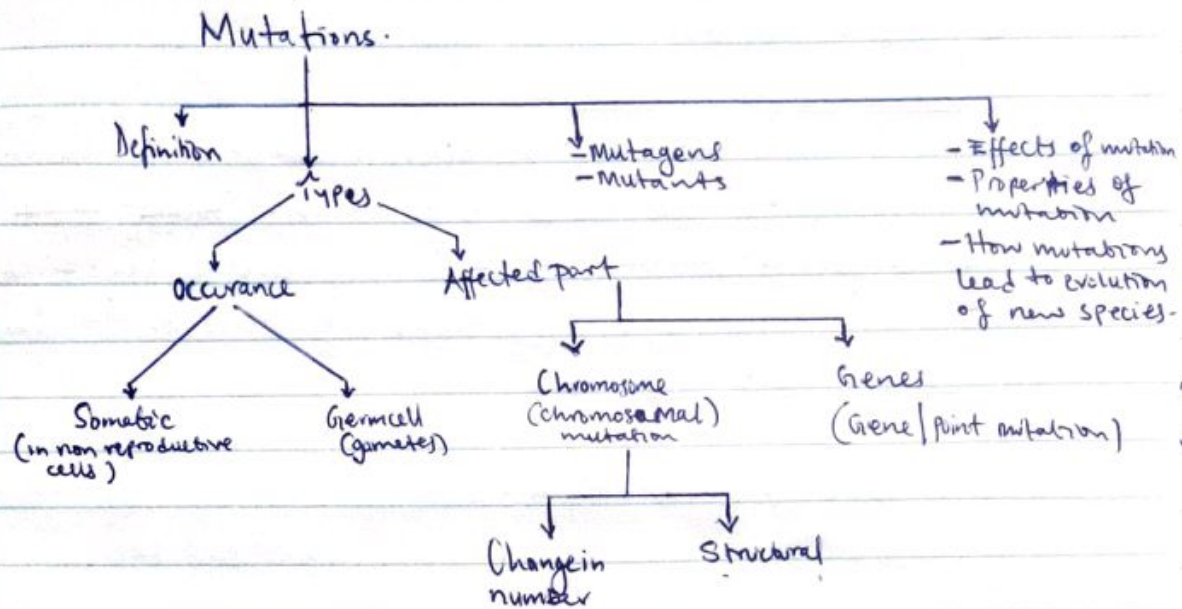 Mutations.
Definition
Types
-Mutagens
-Mutants
- Effects of mutation
- Properties of
mutation
- How mutations
lead to evolution
of new species.
Occurance
Affected part
Somatic
(in non reproductive
cells)
Germcell
(gametes)
Chromosome
(chromosomal)
mutation
Genes
(Gene/point mutation)
Change in
number
Structural